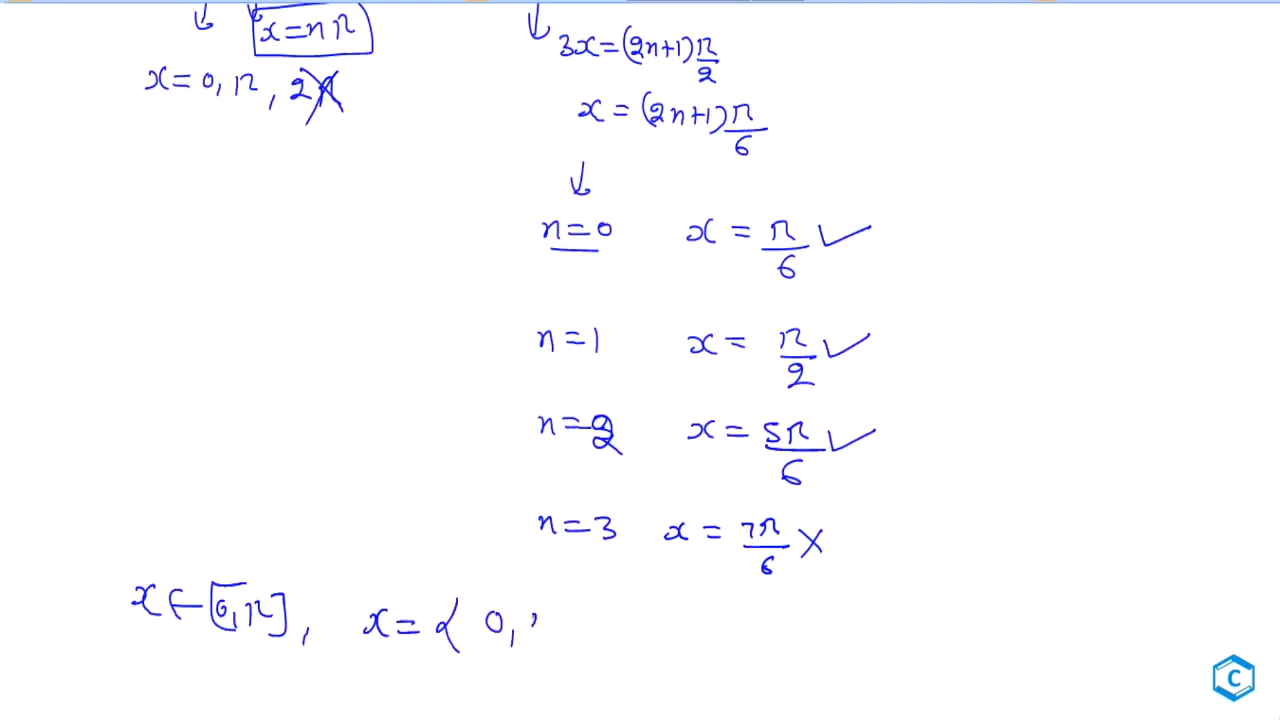 ↓ x=nπ
x=0, π, 2π
↓ 3x=(2n+1)π/2
x=(2n+1)π/6
↓
n=0 x=π/6 ✓
n=1 x=π/2 ✓
n=2 x=5π/6 ✓
n=3 x=7π/6 ✗
x∈[0,π], x={ 0,
C